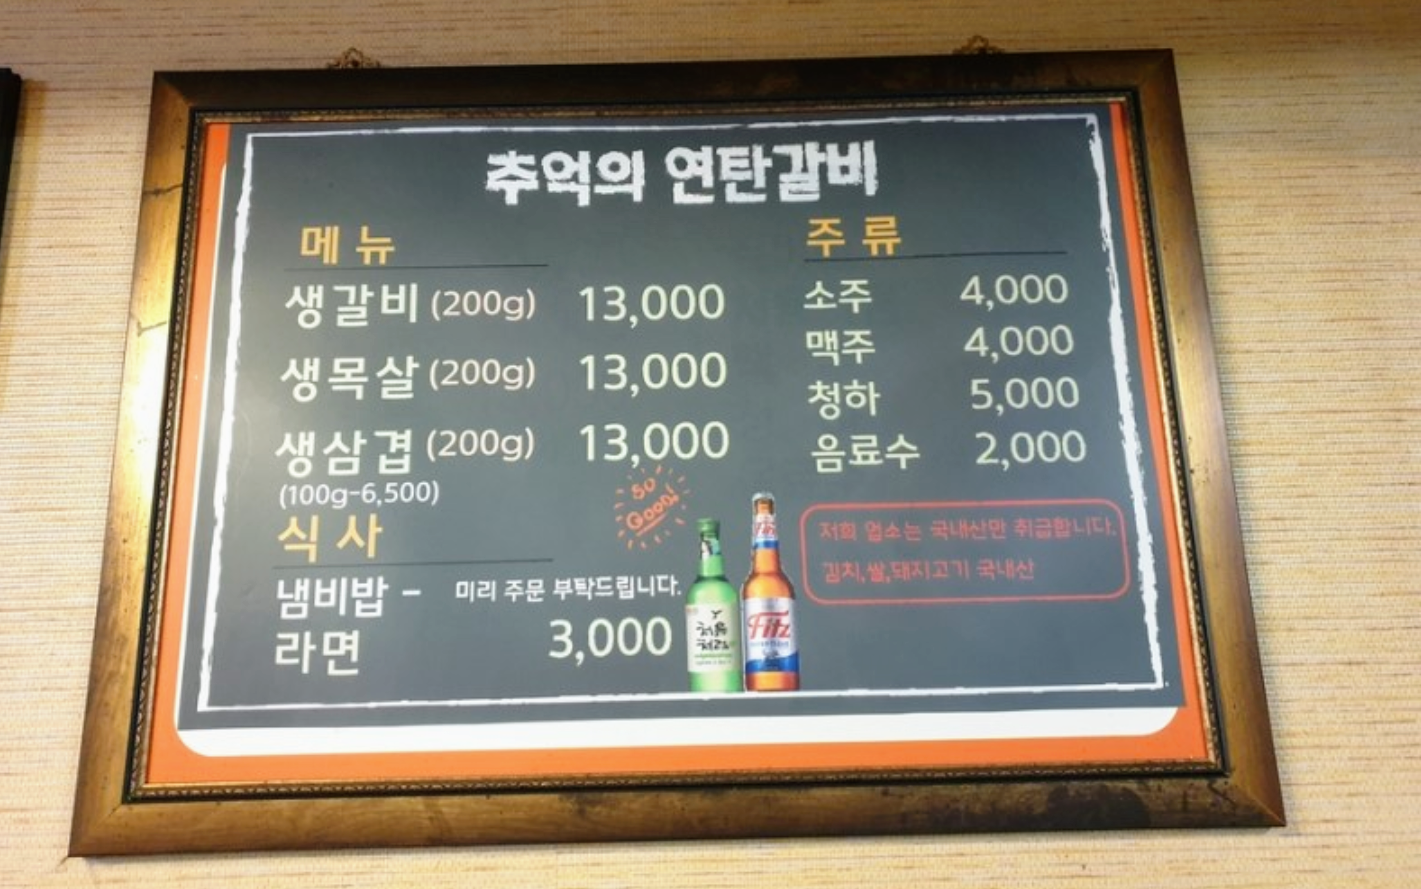 추억의 연탄갈비
메뉴
생갈비 (200g) 13,000
생목살 (200g) 13,000
생삼겹 (200g) 13,000
(100g-6,500)
식사
냄비밥 - 미리 주문 부탁드립니다.
라면 3,000
주류
소주 4,000
맥주 4,000
청하 5,000
음료수 2,000
SO
GOOD!
처음
처럼
Fitz
저희 업소는 국내산만 취급합니다.
김치,쌀,돼지고기 국내산